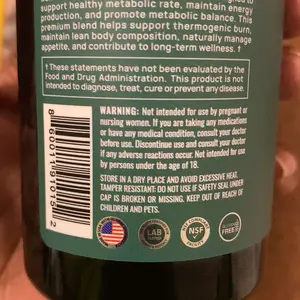 support healthy metabolic rate, maintain energy
production, and promote metabolic balance. This
premium blend helps support thermogenic burn,
maintain lean body composition, naturally manage
appetite, and contribute to long-term wellness. †
† These statements have not been evaluated by the
Food and Drug Administration. This product is not
intended to diagnose, treat, cure or prevent any disease.
WARNING: Not intended for use by pregnant or
nursing women. If you are taking any medications
or have any medical condition, consult your doctor
before use. Discontinue use and consult your doctor
if any adverse reactions occur. Not intended for use
by persons under the age of 18.
STORE IN A DRY PLACE AND AVOID EXCESSIVE HEAT.
TAMPER RESISTANT: DO NOT USE IF SAFETY SEAL UNDER
CAP IS BROKEN OR MISSING. KEEP OUT OF REACH OF
CHILDREN AND PETS.
LAB
NSF
FREE